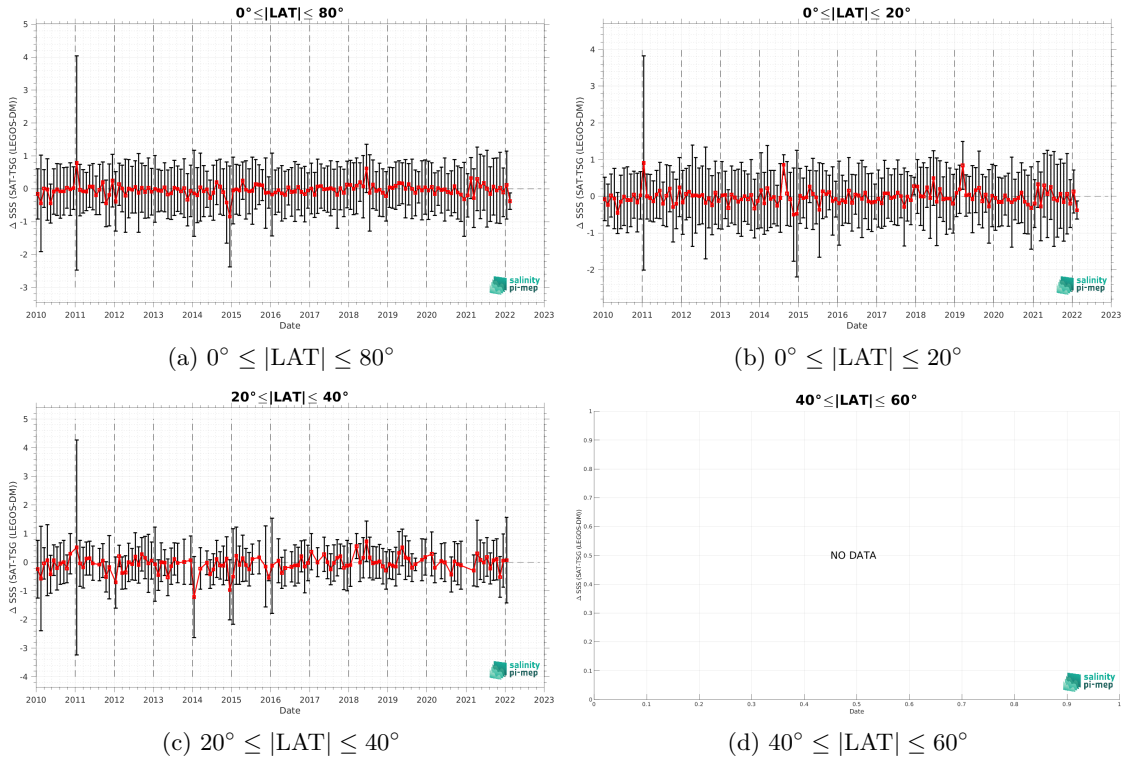 0°≤|LAT|≤ 80°
Δ SSS (SAT-TSG (LEGOS-DM))
5
4
3
2
1
0
-1
-2
-3
2010 2011 2012 2013 2014 2015 2016 2017 2018 2019 2020 2021 2022 2023
Date
salinity
pi-mep
(a) 0° ≤ |LAT| ≤ 80°
0°≤|LAT|≤ 20°
Δ SSS (SAT-TSG (LEGOS-DM))
4
3
2
1
0
-1
-2
2010 2011 2012 2013 2014 2015 2016 2017 2018 2019 2020 2021 2022 2023
Date
salinity
pi-mep
(b) 0° ≤ |LAT| ≤ 20°
20°≤|LAT|≤ 40°
Δ SSS (SAT-TSG (LEGOS-DM))
5
4
3
2
1
0
-1
-2
-3
-4
2010 2011 2012 2013 2014 2015 2016 2017 2018 2019 2020 2021 2022 2023
Date
salinity
pi-mep
(c) 20° ≤ |LAT| ≤ 40°
40°≤|LAT|≤ 60°
Δ SSS (SAT-TSG (LEGOS-DM))
1
0.9
0.8
0.7
0.6
0.5
0.4
0.3
0.2
0.1
0
NO DATA
0 0.1 0.2 0.3 0.4 0.5 0.6 0.7 0.8 0.9 1
Date
salinity
pi-mep
(d) 40° ≤ |LAT| ≤ 60°